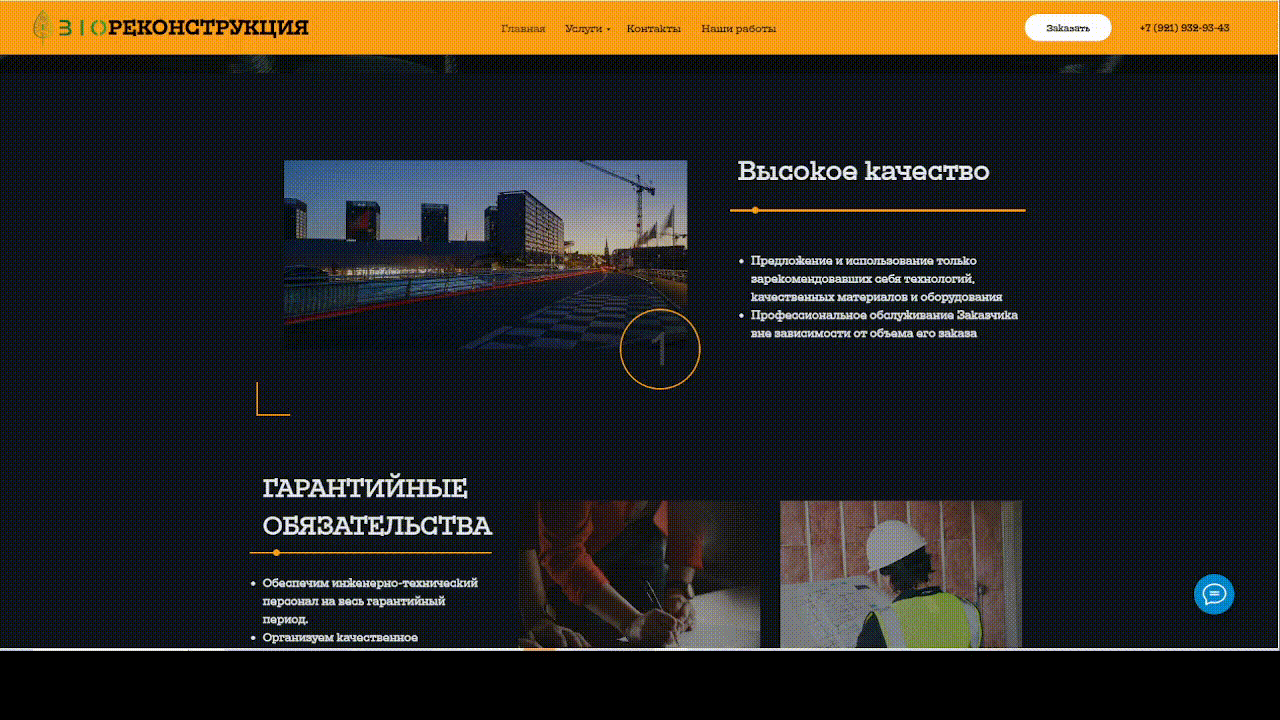 BIOРЕКОНСТРУКЦИЯ
Главная Услуги Контакты Наши работы
Заказать
+7 (921) 932-93-43
Высокое качество
• Предложение и использование только
зарекомендовавших себя технологий,
качественных материалов и оборудования
• Профессиональное обслуживание Заказчика
вне зависимости от объема его заказа
1
ГАРАНТИЙНЫЕ
ОБЯЗАТЕЛЬСТВА
• Обеспечим инженерно-технический
персонал на весь гарантийный
период.
• Организуем качественное